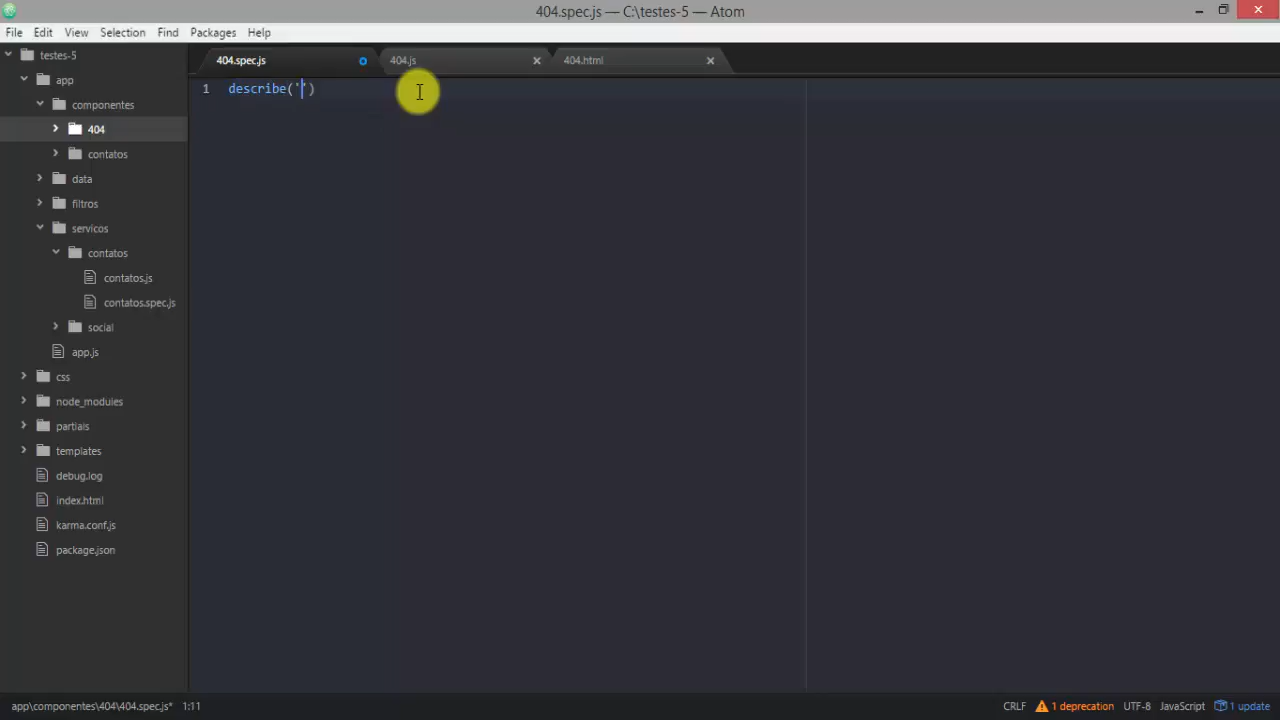 404.spec.js — C:\testes-5 — Atom
File Edit View Selection Find Packages Help
testes-5
app
componentes
404
contatos
data
filtros
servicos
contatos
contatos.js
contatos.spec.js
social
app.js
css
node_modules
partiais
templates
debug.log
index.html
karma.conf.js
package.json
404.spec.js 404.js 404.html
1 describe('')
app\componentes\404\404.spec.js* 1:11 CRLF 1 deprecation UTF-8 JavaScript 1 update